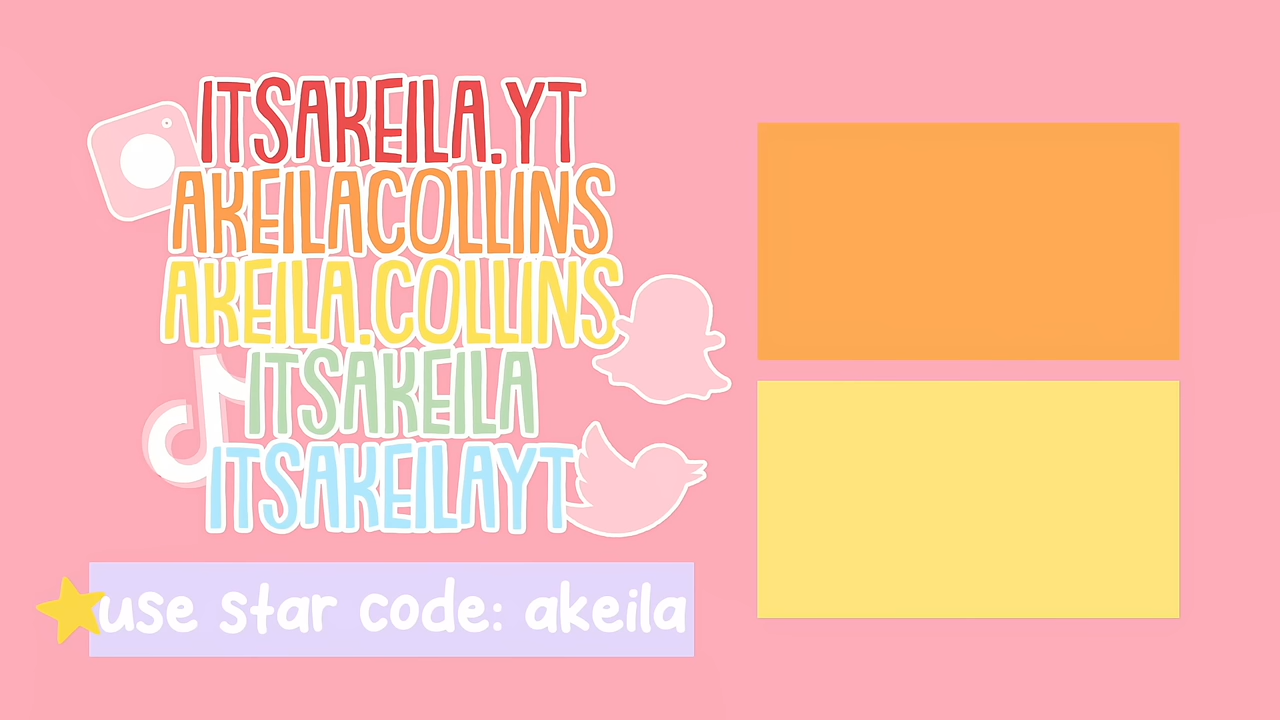 ITSAKEILA.YT
AKEILACOLLINS
AKEILA.COLLINS
ITSAKEILA
ITSAKEILAYT
use star code: akeila